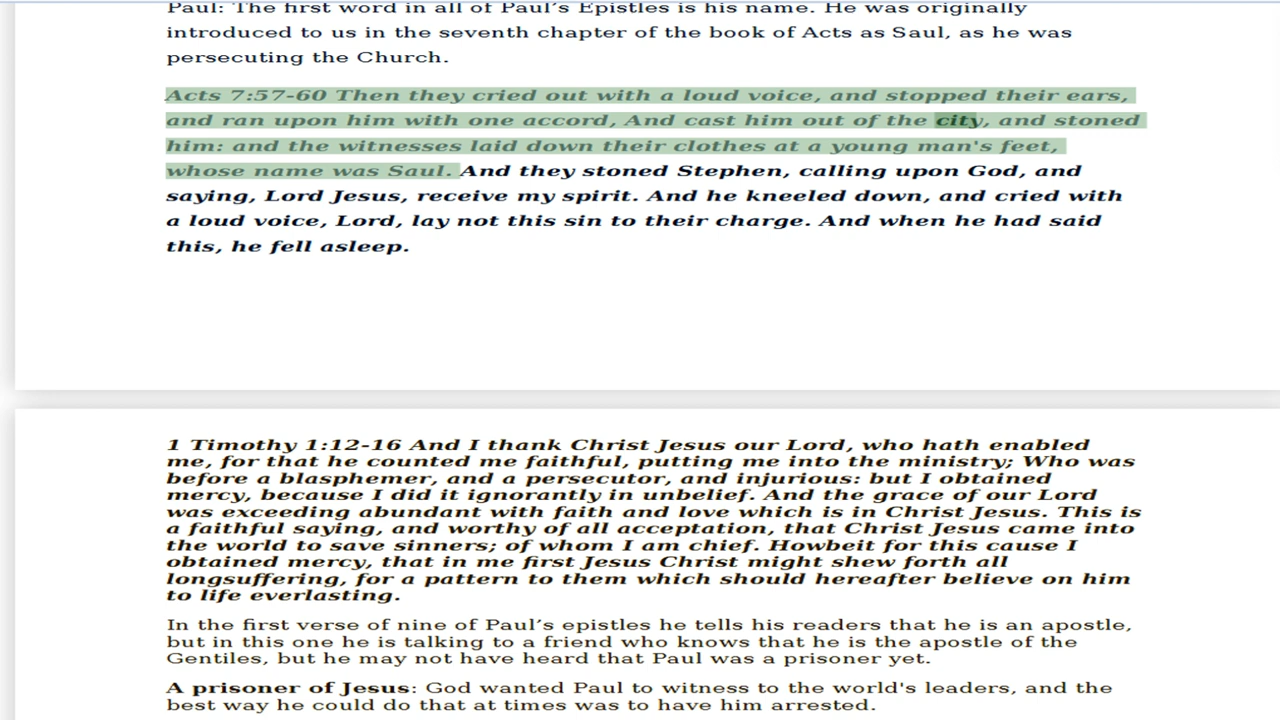 Paul: The first word in all of Paul's Epistles is his name. He was originally
introduced to us in the seventh chapter of the book of Acts as Saul, as he was
persecuting the Church.
Acts 7:57-60 Then they cried out with a loud voice, and stopped their ears,
and ran upon him with one accord, And cast him out of the city, and stoned
him: and the witnesses laid down their clothes at a young man's feet,
whose name was Saul. And they stoned Stephen, calling upon God, and
saying, Lord Jesus, receive my spirit. And he kneeled down, and cried with
a loud voice, Lord, lay not this sin to their charge. And when he had said
this, he fell asleep.
1 Timothy 1:12-16 And I thank Christ Jesus our Lord, who hath enabled
me, for that he counted me faithful, putting me into the ministry; Who was
before a blasphemer, and a persecutor, and injurious: but I obtained
mercy, because I did it ignorantly in unbelief. And the grace of our Lord
was exceeding abundant with faith and love which is in Christ Jesus. This is
a faithful saying, and worthy of all acceptation, that Christ Jesus came into
the world to save sinners; of whom I am chief. Howbeit for this cause I
obtained mercy, that in me first Jesus Christ might shew forth all
longsuffering, for a pattern to them which should hereafter believe on him
to life everlasting.
In the first verse of nine of Paul's epistles he tells his readers that he is an apostle,
but in this one he is talking to a friend who knows that he is the apostle of the
Gentiles, but he may not have heard that Paul was a prisoner yet.
A prisoner of Jesus: God wanted Paul to witness to the world's leaders, and the
best way he could do that at times was to have him arrested.